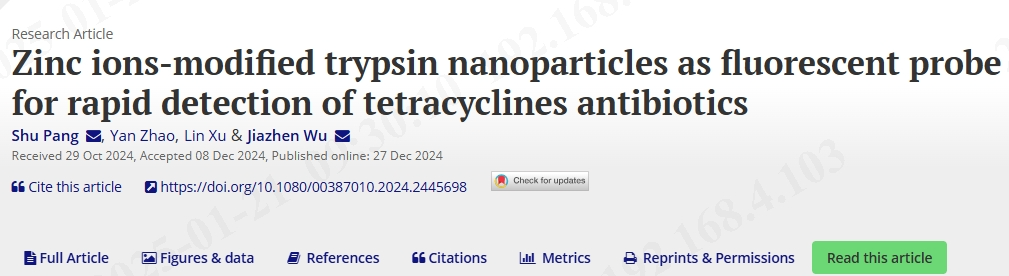 Research Article
Zinc ions-modified trypsin nanoparticles as fluorescent probe
for rapid detection of tetracyclines antibiotics
Shu Pang, Yan Zhao, Lin Xu & Jiazhen Wu
Received 29 Oct 2024, Accepted 08 Dec 2024, Published online: 27 Dec 2024
Cite this article https://doi.org/10.1080/00387010.2024.2445698 Check for updates
Full Article Figures & data References Citations Metrics Reprints & Permissions Read this article